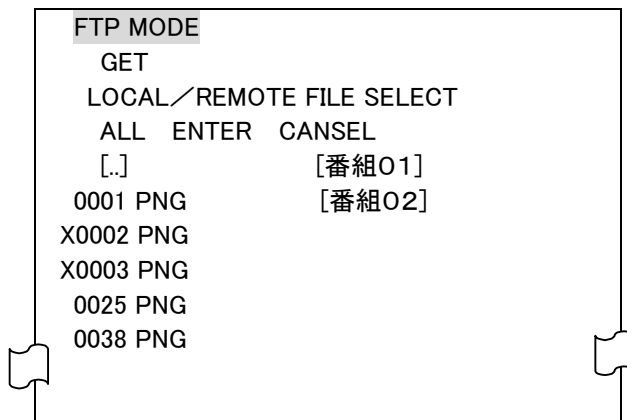 FTP MODE
GET
LOCAL／REMOTE FILE SELECT
ALL ENTER CANSEL
[..] [番組０１]
0001 PNG [番組０２]
X0002 PNG
X0003 PNG
0025 PNG
0038 PNG